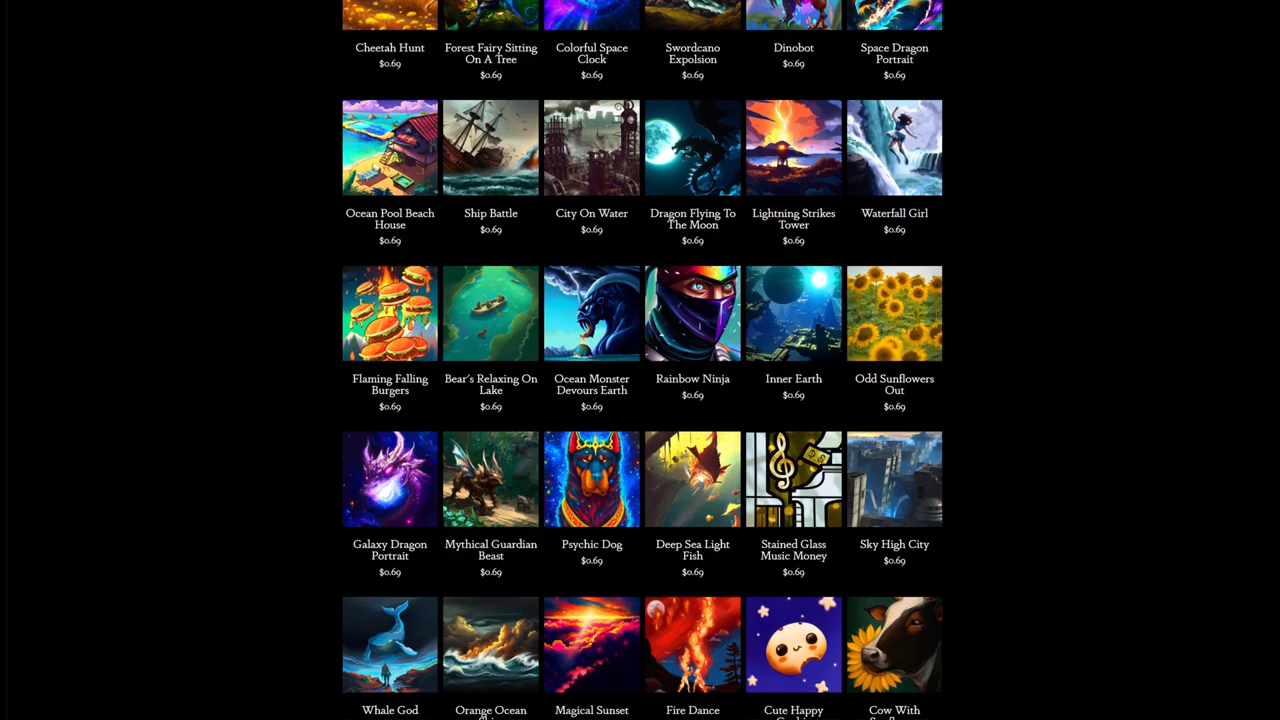 Cheetah Hunt
$0.69
Forest Fairy Sitting
On A Tree
$0.69
Colorful Space
Clock
$0.69
Swordcano
Expolsion
$0.69
Dinobot
$0.69
Space Dragon
Portrait
$0.69
Ocean Pool Beach
House
$0.69
Ship Battle
$0.69
City On Water
$0.69
Dragon Flying To
The Moon
$0.69
Lightning Strikes
Tower
$0.69
Waterfall Girl
$0.69
Flaming Falling
Burgers
$0.69
Bear's Relaxing On
Lake
$0.69
Ocean Monster
Devours Earth
$0.69
Rainbow Ninja
$0.69
Inner Earth
$0.69
Odd Sunflowers
Out
$0.69
Galaxy Dragon
Portrait
$0.69
Mythical Guardian
Beast
$0.69
Psychic Dog
$0.69
Deep Sea Light
Fish
$0.69
Stained Glass
Music Money
$0.69
Sky High City
$0.69
Whale God
Orange Ocean
Magical Sunset
Fire Dance
Cute Happy
Cow With